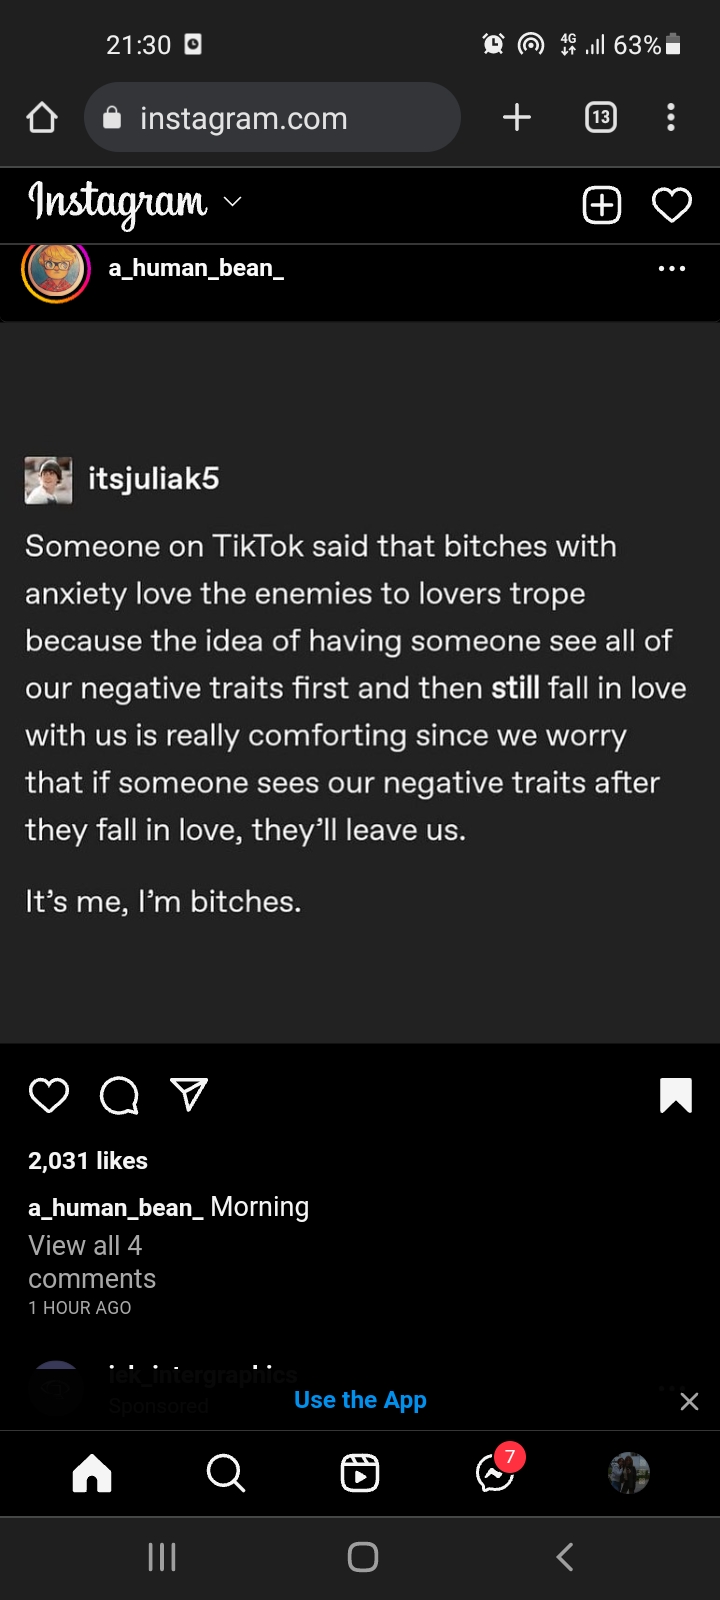 21:30
4G 63%
instagram.com
13
Instagram
a_human_bean_
itsjuliak5
Someone on TikTok said that bitches with
anxiety love the enemies to lovers trope
because the idea of having someone see all of
our negative traits first and then still fall in love
with us is really comforting since we worry
that if someone sees our negative traits after
they fall in love, they’ll leave us.
It’s me, I’m bitches.
2,031 likes
a_human_bean_ Morning
View all 4
comments
1 HOUR AGO
iek_intergraphics
Sponsored
Use the App
7